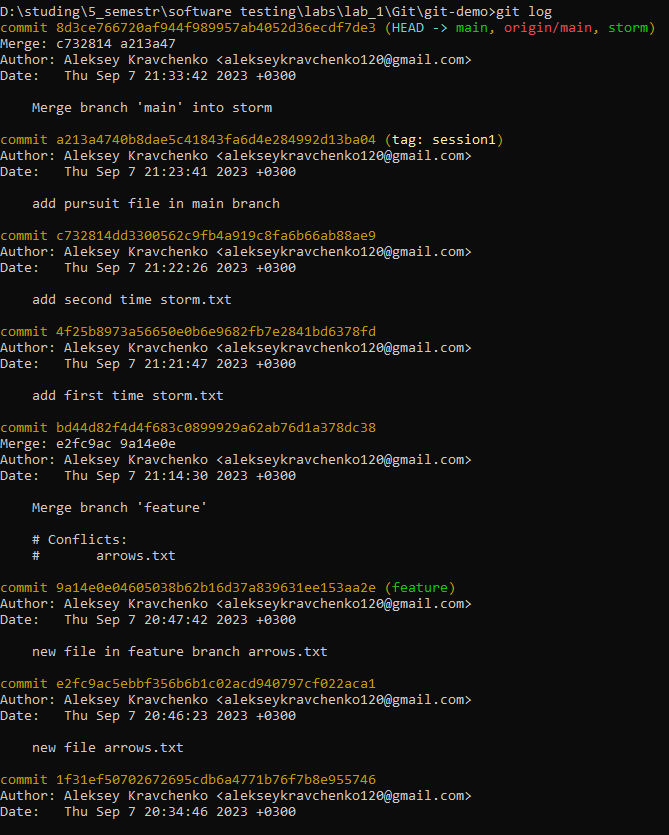 D:\studing\5_semestr\software testing\labs\lab_1\Git\git-demo>git log
commit 8d3ce766720af944f989957ab4052d36ecdf7de3 (HEAD -> main, origin/main, storm)
Merge: c732814 a213a47
Author: Aleksey Kravchenko <alekseykravchenko120@gmail.com>
Date:   Thu Sep 7 21:33:42 2023 +0300

    Merge branch 'main' into storm

commit a213a4740b8dae5c41843fa6d4e284992d13ba04 (tag: session1)
Author: Aleksey Kravchenko <alekseykravchenko120@gmail.com>
Date:   Thu Sep 7 21:23:41 2023 +0300

    add pursuit file in main branch

commit c732814dd3300562c9fb4a919c8fa6b66ab88ae9
Author: Aleksey Kravchenko <alekseykravchenko120@gmail.com>
Date:   Thu Sep 7 21:22:26 2023 +0300

    add second time storm.txt

commit 4f25b8973a56650e0b6e9682fb7e2841bd6378fd
Author: Aleksey Kravchenko <alekseykravchenko120@gmail.com>
Date:   Thu Sep 7 21:21:47 2023 +0300

    add first time storm.txt

commit bd44d82f4d4f683c0899929a62ab76d1a378dc38
Merge: e2fc9ac 9a14e0e
Author: Aleksey Kravchenko <alekseykravchenko120@gmail.com>
Date:   Thu Sep 7 21:14:30 2023 +0300

    Merge branch 'feature'

    # Conflicts:
    #       arrows.txt

commit 9a14e0e04605038b62b16d37a839631ee153aa2e (feature)
Author: Aleksey Kravchenko <alekseykravchenko120@gmail.com>
Date:   Thu Sep 7 20:47:42 2023 +0300

    new file in feature branch arrows.txt

commit e2fc9ac5ebbf356b6b1c02acd940797cf022aca1
Author: Aleksey Kravchenko <alekseykravchenko120@gmail.com>
Date:   Thu Sep 7 20:46:23 2023 +0300

    new file arrows.txt

commit 1f31ef50702672695cdb6a4771b76f7b8e955746
Author: Aleksey Kravchenko <alekseykravchenko120@gmail.com>
Date:   Thu Sep 7 20:34:46 2023 +0300